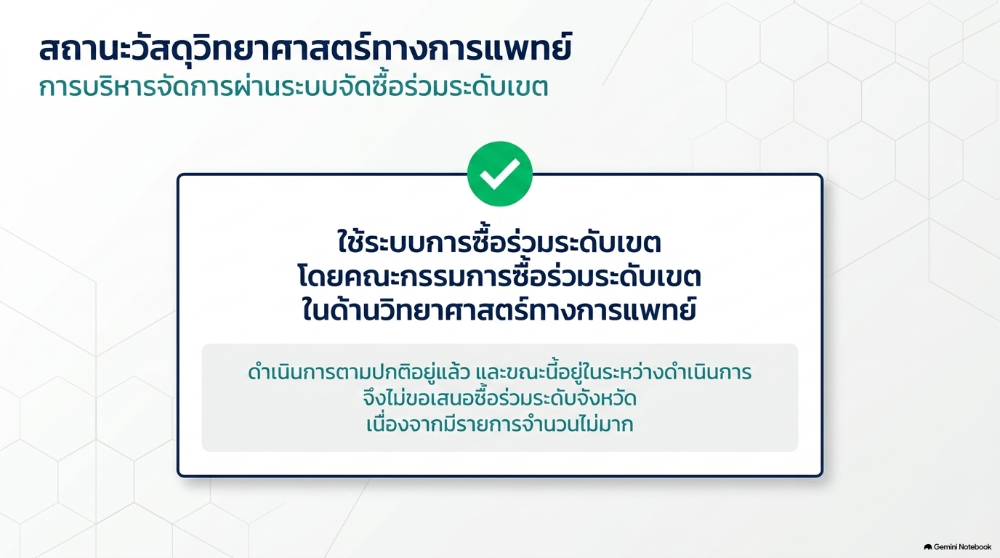 สถานะวัสดุวิทยาศาสตร์ทางการแพทย์
การบริหารจัดการผ่านระบบจัดซื้อร่วมระดับเขต
ใช้ระบบการซื้อร่วมระดับเขต
โดยคณะกรรมการซื้อร่วมระดับเขต
ในด้านวิทยาศาสตร์ทางการแพทย์
ดำเนินการตามปกติอยู่แล้ว และขณะนี้อยู่ในระหว่างดำเนินการ
จึงไม่ขอเสนอซื้อร่วมระดับจังหวัด
เนื่องจากมีรายการจำนวนไม่มาก
Gemini Notebook